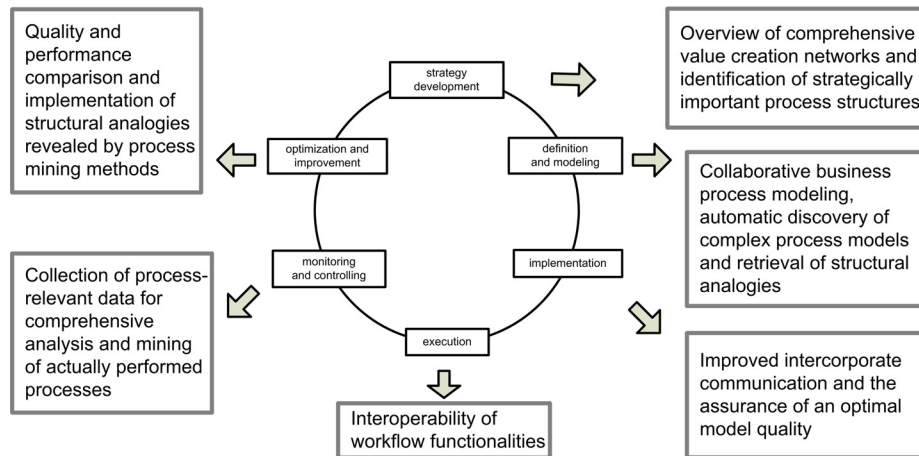 Quality and
performance
comparison and
implementation of
structural analogies
revealed by process
mining methods
strategy
development
Overview of comprehensive
value creation networks and
identification of strategically
important process structures
optimization and
improvement
definition
and modeling
Collaborative business
process modeling,
automatic discovery of
complex process models
and retrieval of structural
analogies
monitoring
and controlling
implementation
Collection of process-
relevant data for
comprehensive
analysis and mining
of actually performed
processes
execution
Improved intercorporate
communication and the
assurance of an optimal
model quality
Interoperability of
workflow functionalities